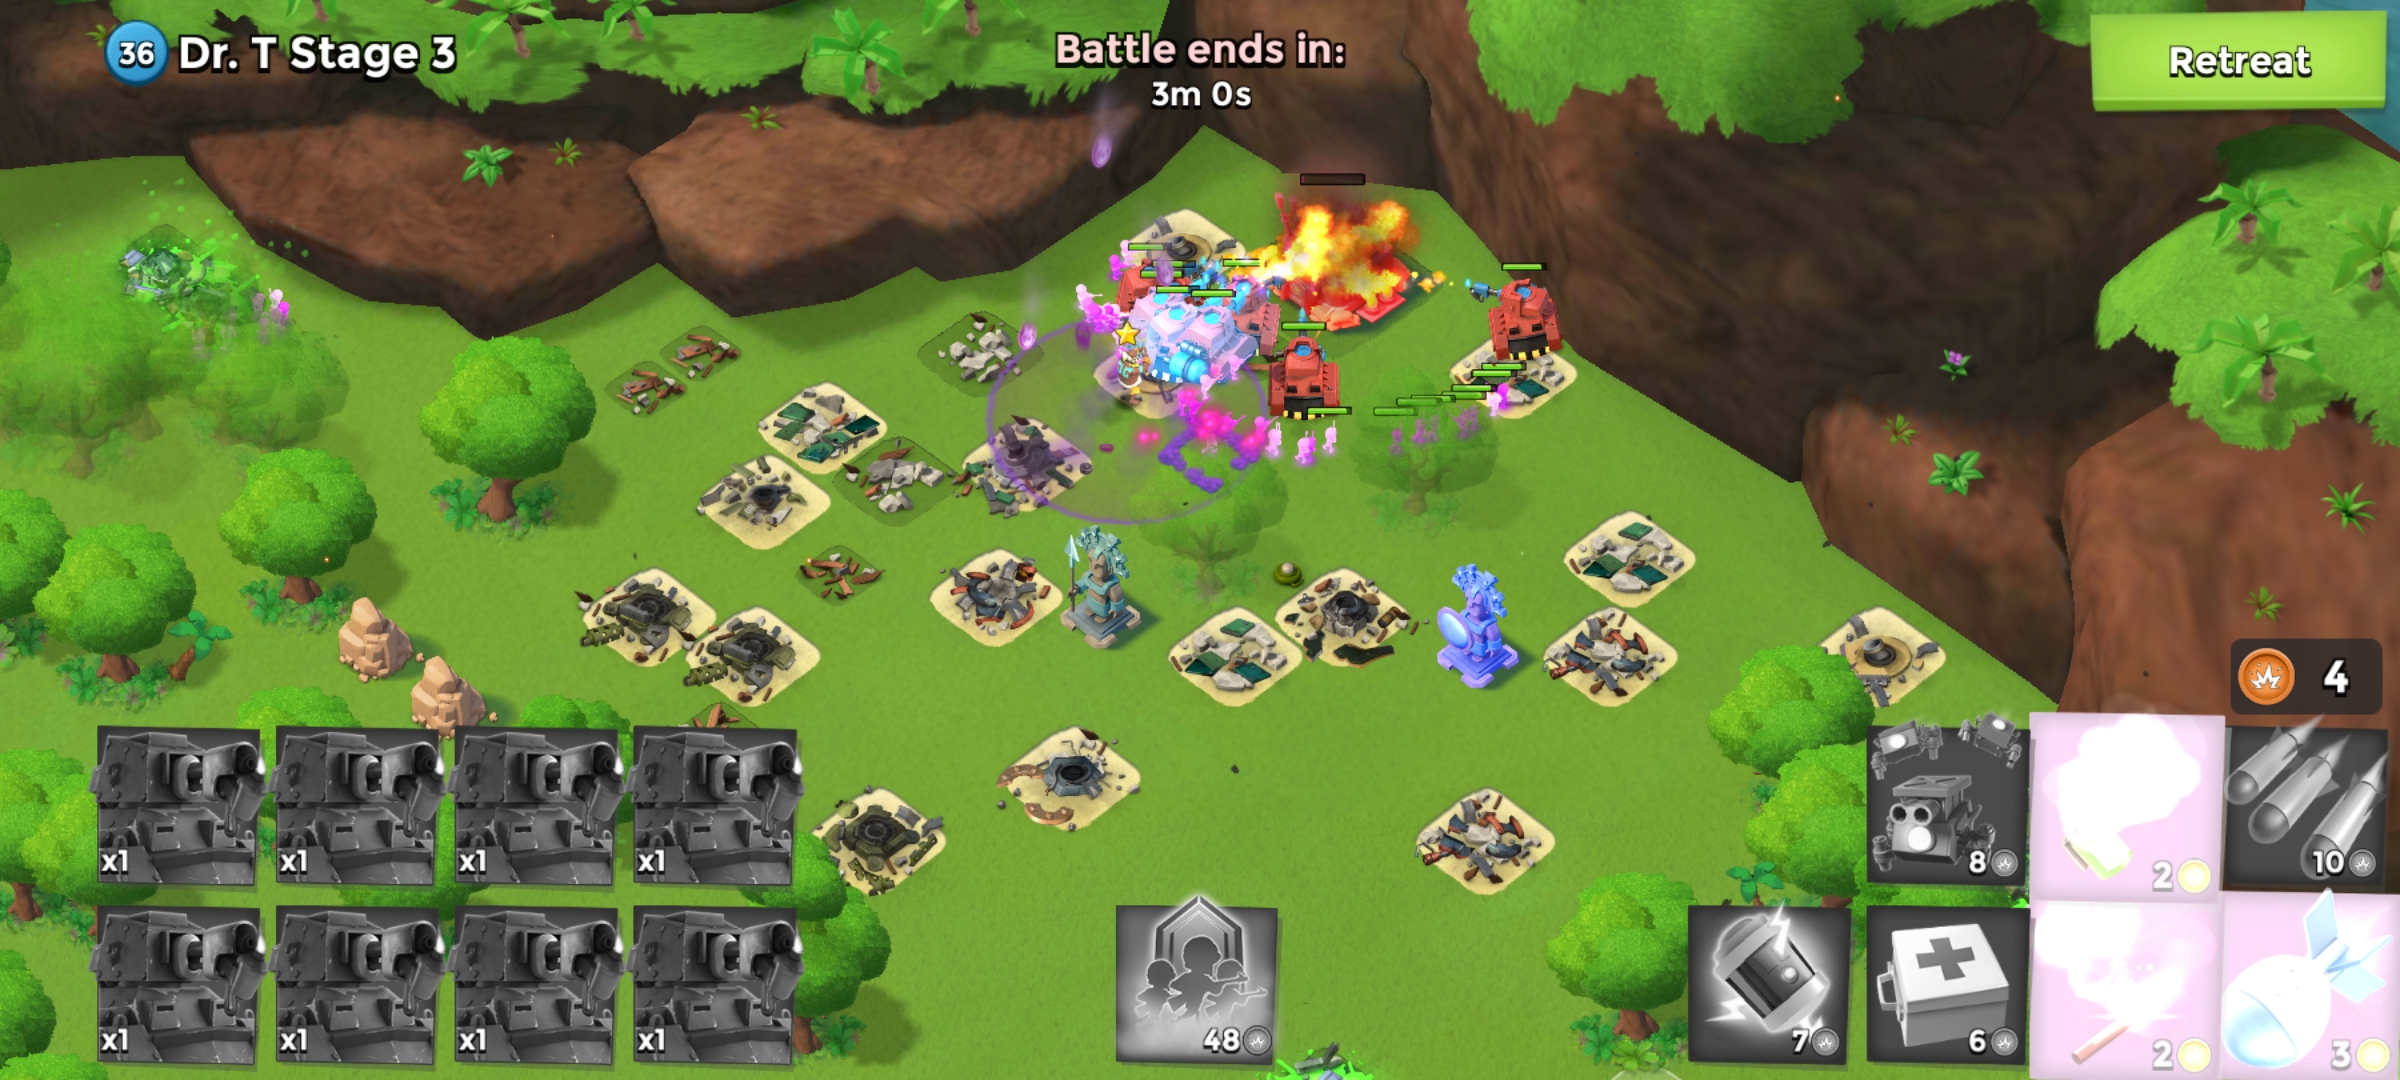 36 Dr. T Stage 3
Battle ends in:
3m 0s
Retreat
4
x1 x1 x1 x1
8 2 10
x1 x1 x1 x1
48
7 6 2 3